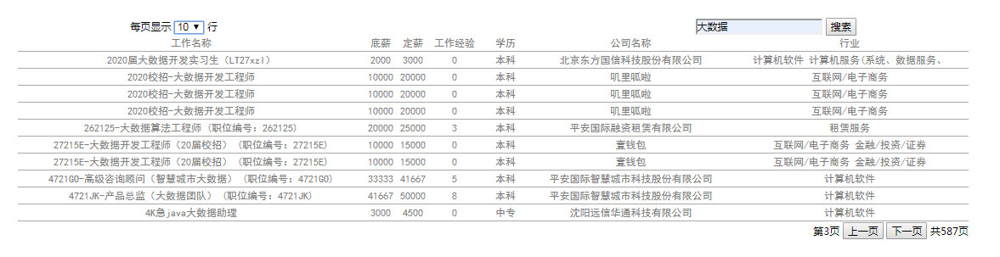 每页显示 10 行 大数据 搜索
工作名称 底薪 定薪 工作经验 学历 公司名称 行业
2020届大数据开发实习生（LT27xzl） 2000 3000 0 本科 北京东方国信科技股份有限公司 计算机软件 计算机服务(系统、数据服务、
2020校招-大数据开发工程师 10000 20000 0 本科 叽里呱啦 互联网/电子商务
2020校招-大数据开发工程师 10000 20000 0 本科 叽里呱啦 互联网/电子商务
2020校招-大数据开发工程师 10000 20000 0 本科 叽里呱啦 互联网/电子商务
262125-大数据算法工程师 (职位编号：262125) 20000 25000 3 本科 平安国际融资租赁有限公司 租赁服务
27215E-大数据开发工程师（20届校招） (职位编号：27215E) 10000 15000 0 本科 壹钱包 互联网/电子商务 金融/投资/证券
27215E-大数据开发工程师（20届校招） (职位编号：27215E) 10000 15000 0 本科 壹钱包 互联网/电子商务 金融/投资/证券
4721GO-高级咨询顾问（智慧城市大数据） (职位编号：4721GO) 33333 41667 5 本科 平安国际智慧城市科技股份有限公司 计算机软件
4721JK-产品总监（大数据团队） (职位编号：4721JK) 41667 50000 8 本科 平安国际智慧城市科技股份有限公司 计算机软件
4K急java大数据助理 3000 4500 0 中专 沈阳远信华通科技有限公司 计算机软件
第3页 上一页 下一页 共587页